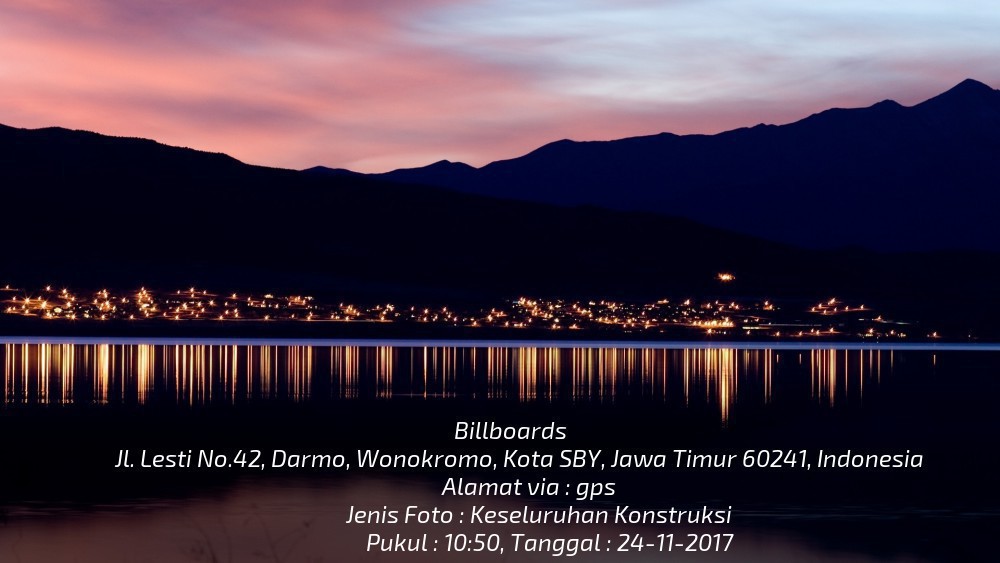 Billboards
Jl. Lesti No.42, Darmo, Wonokromo, Kota SBY, Jawa Timur 60241, Indonesia
Alamat via : gps
Jenis Foto : Keseluruhan Konstruksi
Pukul : 10:50, Tanggal : 24-11-2017